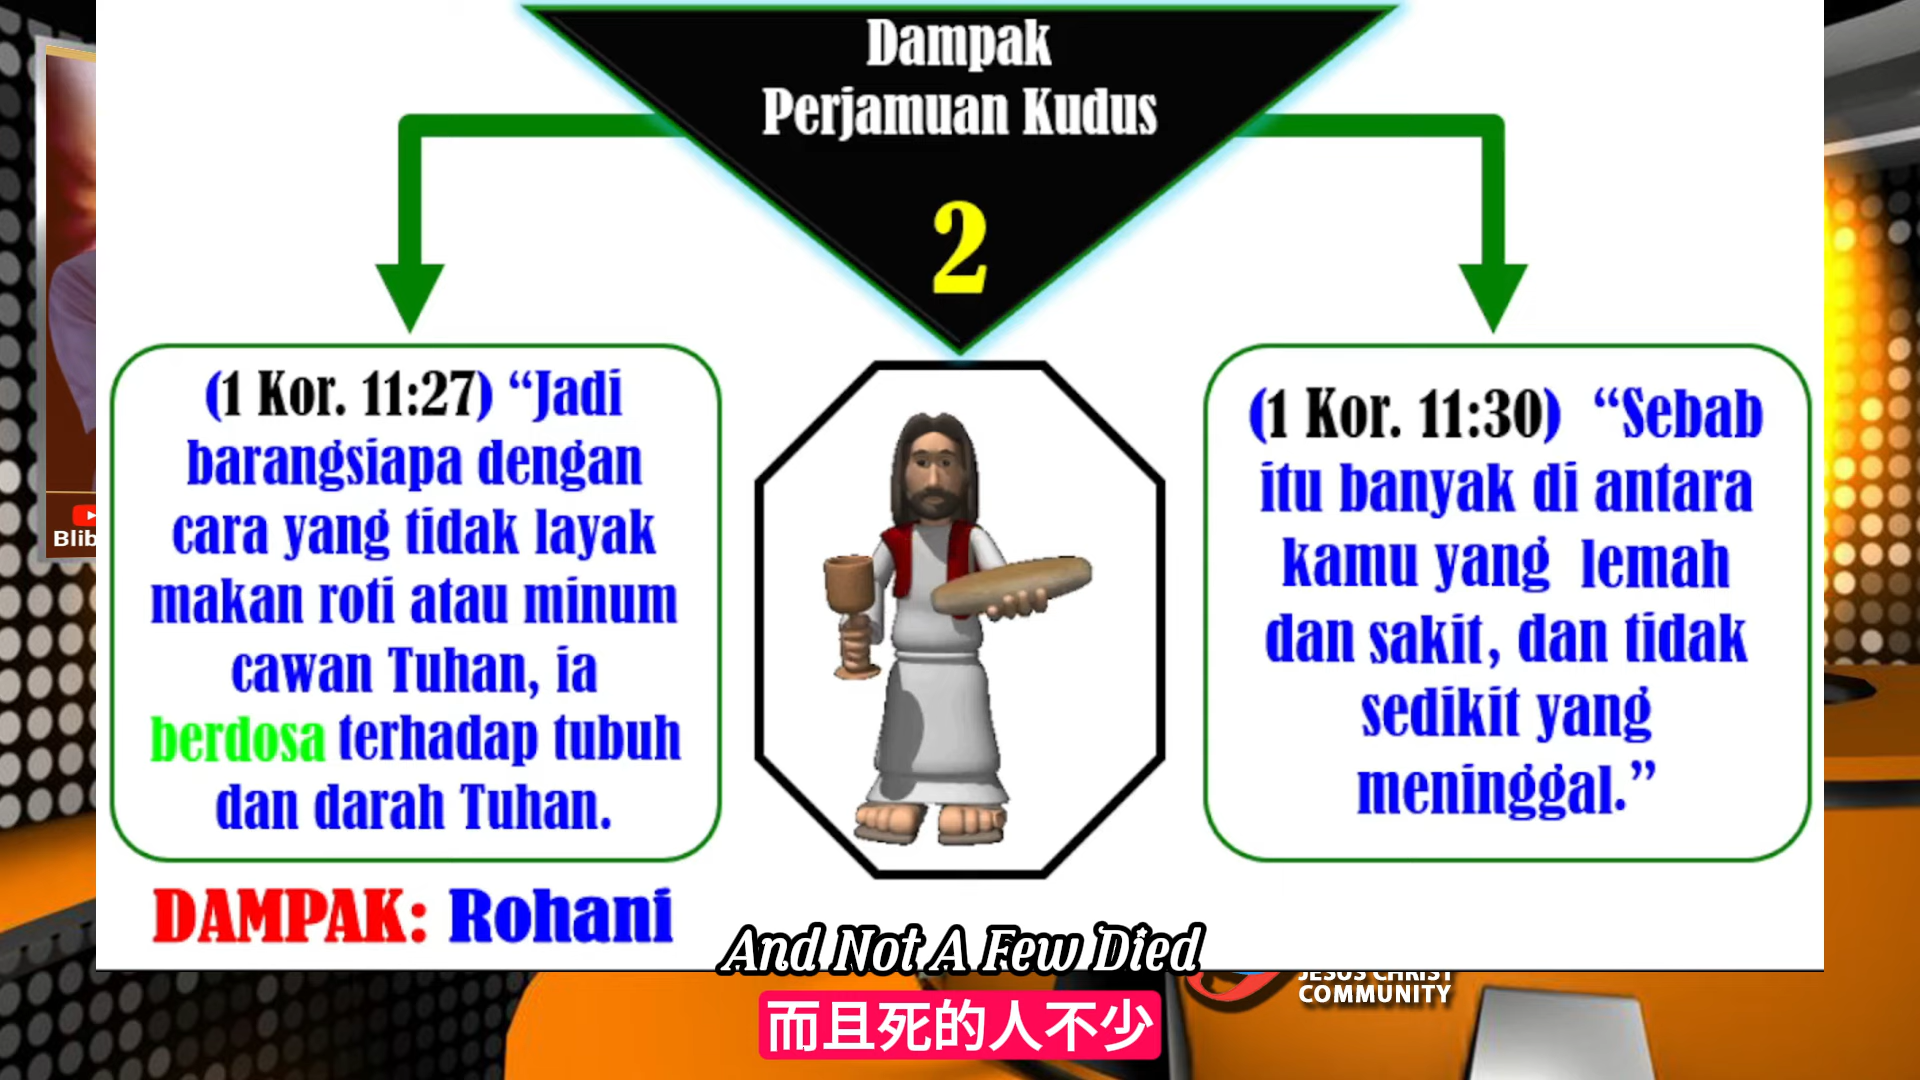 Dampak
Perjamuan Kudus
2
(1 Kor. 11:27) “Jadi
barangsiapa dengan
cara yang tidak layak
makan roti atau minum
cawan Tuhan, ia
berdosa terhadap tubuh
dan darah Tuhan.
DAMPAK: Rohani
(1 Kor. 11:30) “Sebab
itu banyak di antara
kamu yang lemah
dan sakit, dan tidak
sedikit yang
meninggal.”
And Not A Few Died
而且死的人不少
JESUS CHRIST
COMMUNITY